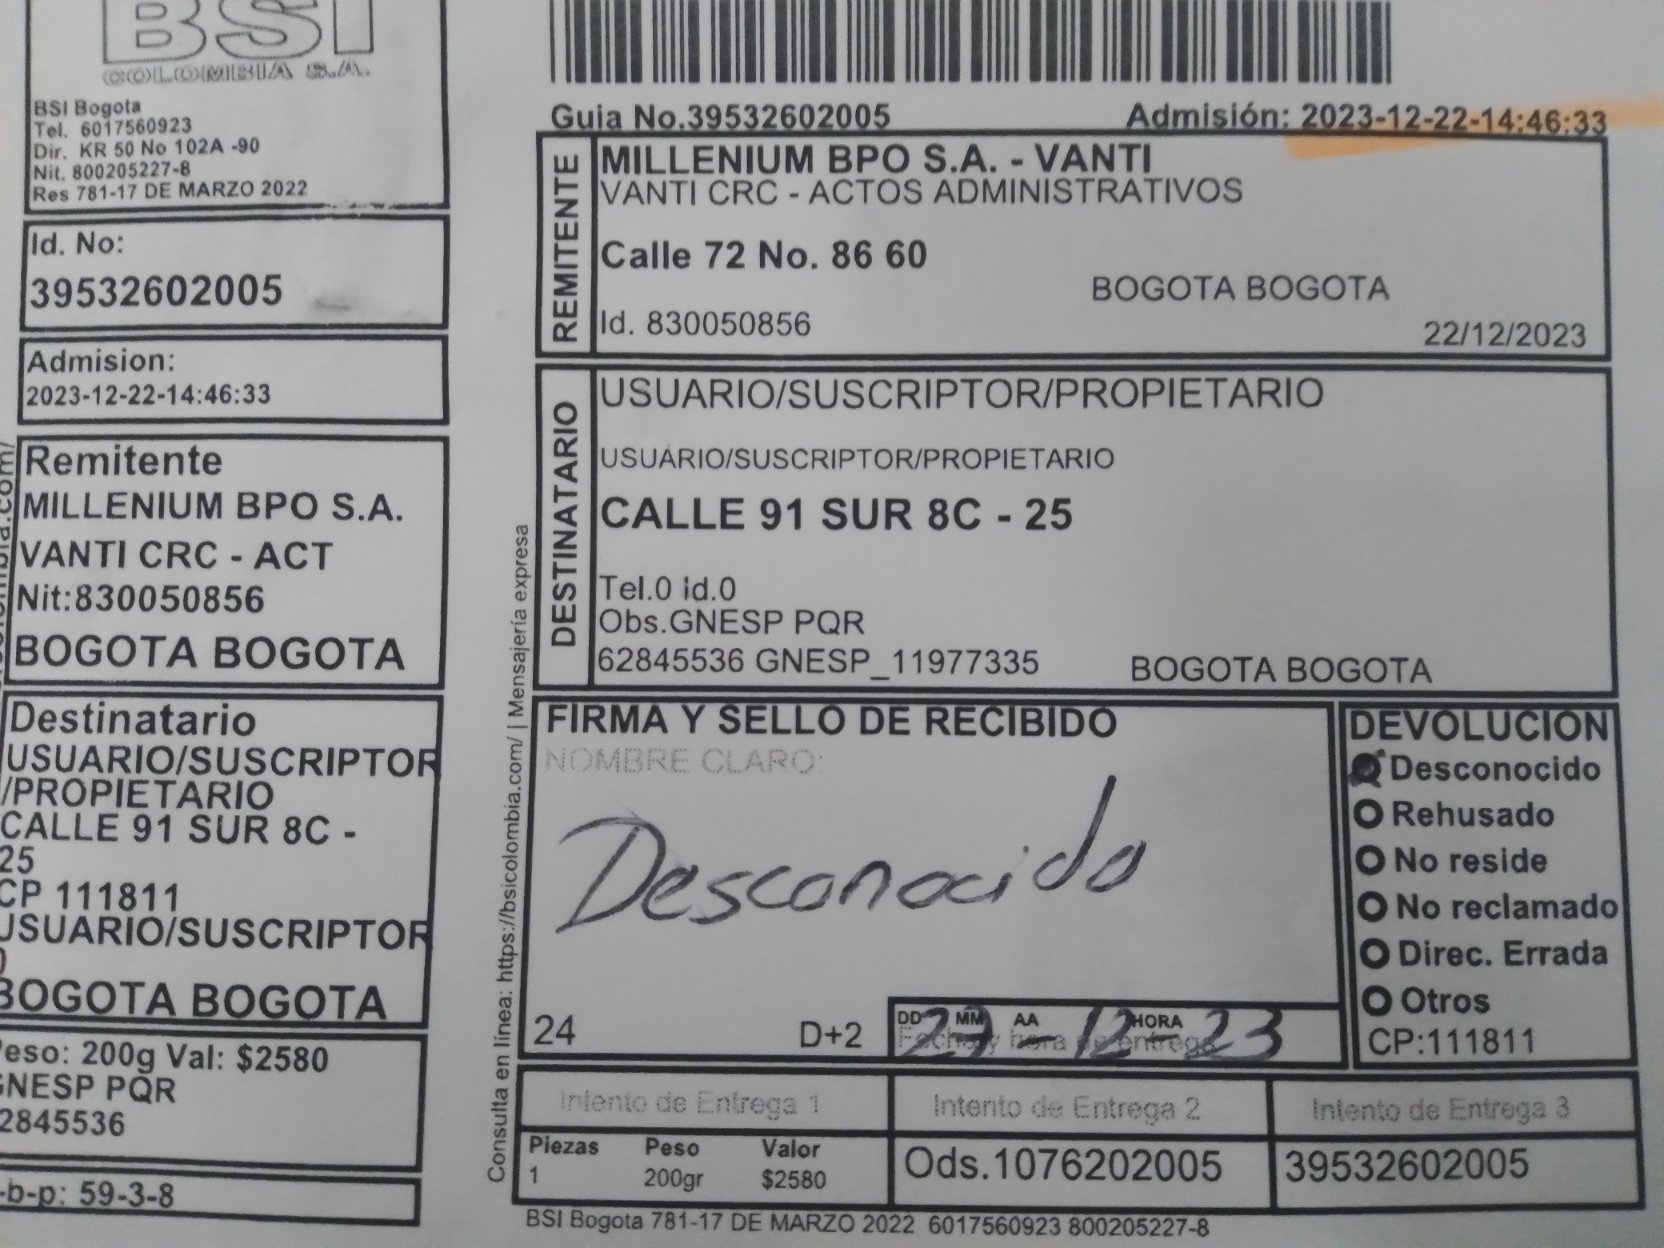 BSI
COLOMBIA S.A.
BSI Bogota
Tel. 6017560923
Dir. KR 50 No 102A -90
Nit. 800205227-8
Res 781-17 DE MARZO 2022
Id. No:
39532602005
Admision:
2023-12-22-14:46:33
Remitente
MILLENIUM BPO S.A.
VANTI CRC - ACT
Nit:830050856
BOGOTA BOGOTA
Destinatario
USUARIO/SUSCRIPTOR
/PROPIETARIO
CALLE 91 SUR 8C -
25
CP 111811
USUARIO/SUSCRIPTOR
BOGOTA BOGOTA
Peso: 200g Val: $2580
GNESP PQR
2845536
-b-p: 59-3-8
Consulta en línea: https://bsicolombia.com/ | Mensajería expresa
Guia No.39532602005
Admisión: 2023-12-22-14:46:33
REMITENTE
MILLENIUM BPO S.A. - VANTI
VANTI CRC - ACTOS ADMINISTRATIVOS
Calle 72 No. 86 60
BOGOTA BOGOTA
Id. 830050856
22/12/2023
DESTINATARIO
USUARIO/SUSCRIPTOR/PROPIETARIO
USUARIO/SUSCRIPTOR/PROPIETARIO
CALLE 91 SUR 8C - 25
Tel.0 id.0
Obs.GNESP PQR
62845536 GNESP_11977335
BOGOTA BOGOTA
FIRMA Y SELLO DE RECIBIDO
NOMBRE CLARO:
Desconocido
24
D+2
DD MM AA HORA
Fecha y hora de entrega
27 - 12 - 23
DEVOLUCIÓN
Desconocido
Rehusado
No reside
No reclamado
Direc. Errada
Otros
CP:111811
Intento de Entrega 1
Intento de Entrega 2
Intento de Entrega 3
Piezas Peso Valor
1 200gr $2580
Ods.1076202005
39532602005
BSI Bogota 781-17 DE MARZO 2022 6017560923 800205227-8